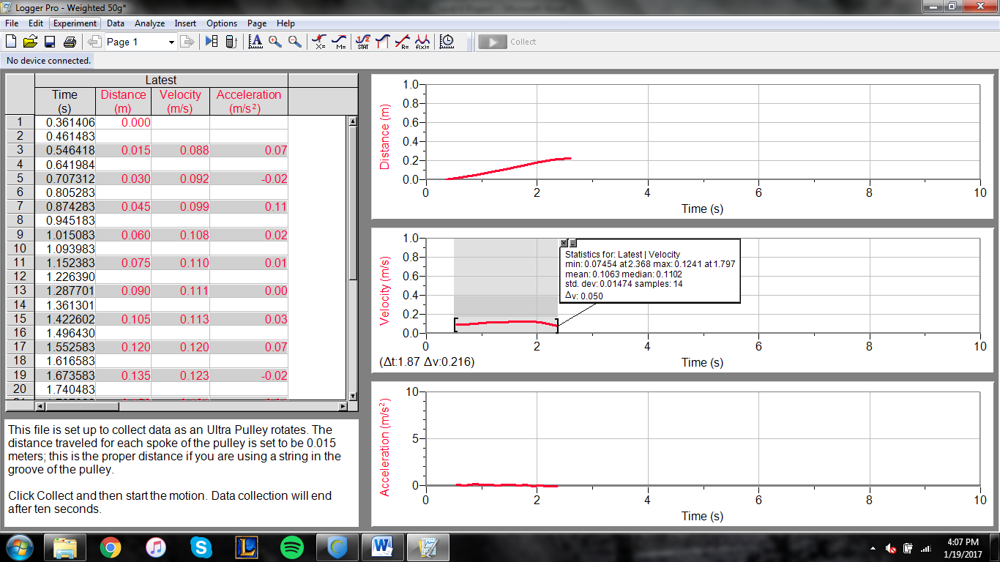 Logger Pro - Weighted 50g*
File Edit Experiment Data Analyze Insert Options Page Help
Page 1
X= M= STAT R= f(x)= Collect
No device connected.
Latest
Time Distance Velocity Acceleration
(s) (m) (m/s) (m/s²)
1 0.361406 0.000
2 0.461483
3 0.546418 0.015 0.088 0.07
4 0.641984
5 0.707312 0.030 0.092 -0.02
6 0.805283
7 0.874283 0.045 0.099 0.11
8 0.945183
9 1.015083 0.060 0.108 0.02
10 1.093983
11 1.152383 0.075 0.110 0.01
12 1.226390
13 1.287701 0.090 0.111 0.00
14 1.361301
15 1.422602 0.105 0.113 0.03
16 1.496430
17 1.552583 0.120 0.120 0.07
18 1.616583
19 1.673583 0.135 0.123 -0.02
20 1.740483
This file is set up to collect data as an Ultra Pulley rotates. The
distance traveled for each spoke of the pulley is set to be 0.015
meters; this is the proper distance if you are using a string in the
groove of the pulley.
Click Collect and then start the motion. Data collection will end
after ten seconds.
Distance (m)
1.0
0.8
0.6
0.4
0.2
0.0
0 2 4 6 8 10
Time (s)
Velocity (m/s)
1.0
0.8
0.6
0.4
0.2
0.0
Statistics for: Latest | Velocity
min: 0.07454 at 2.368 max: 0.1241 at 1.797
mean: 0.1063 median: 0.1102
std. dev: 0.01474 samples: 14
Δv: 0.050
0 2 4 6 8 10
(Δt:1.87 Δv:0.216)
Time (s)
Acceleration (m/s²)
10
5
0
0 2 4 6 8 10
Time (s)
4:07 PM
1/19/2017